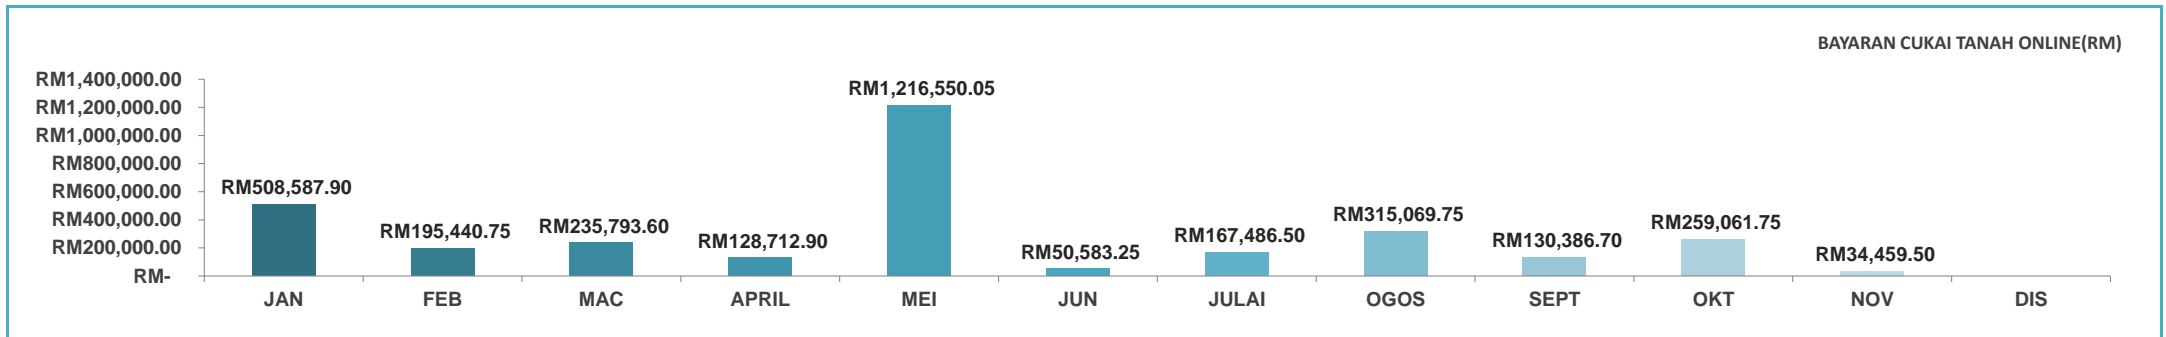 BAYARAN CUKAI TANAH ONLINE(RM)
RM1,400,000.00
RM1,200,000.00
RM1,000,000.00
RM800,000.00
RM600,000.00
RM400,000.00
RM200,000.00
RM-
RM508,587.90
RM195,440.75
RM235,793.60
RM128,712.90
RM1,216,550.05
RM50,583.25
RM167,486.50
RM315,069.75
RM130,386.70
RM259,061.75
RM34,459.50
JAN FEB MAC APRIL MEI JUN JULAI OGOS SEPT OKT NOV DIS